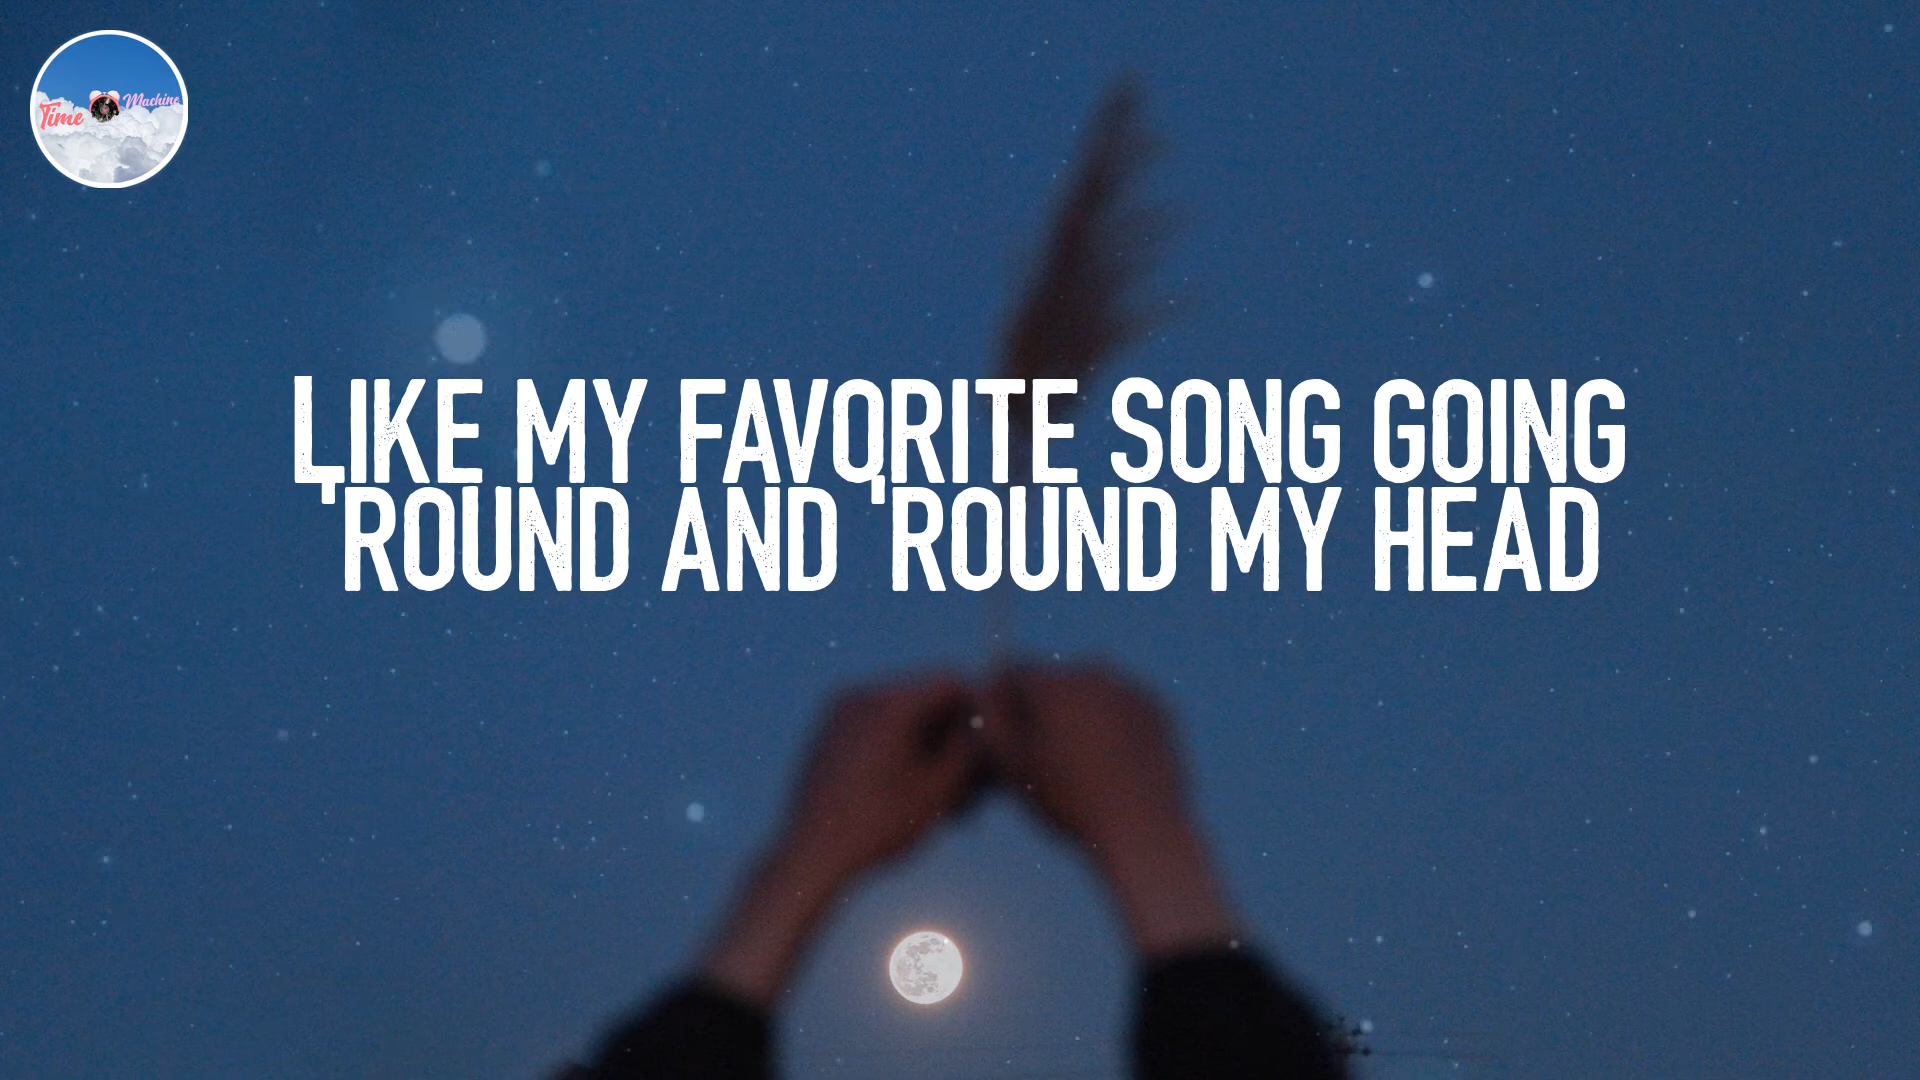 Time Machine
LIKE MY FAVORITE SONG GOING
'ROUND AND 'ROUND MY HEAD